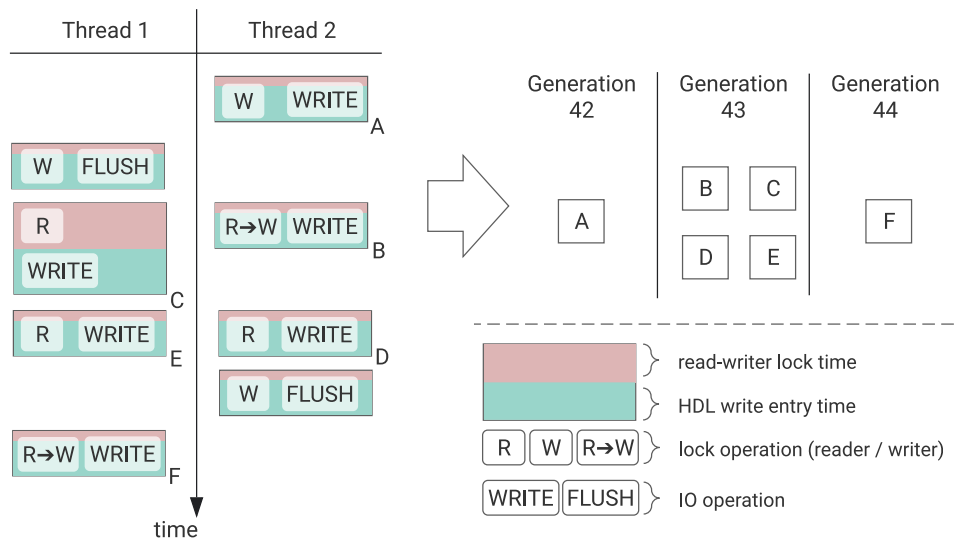 Thread 1
Thread 2
W
WRITE
A
W
FLUSH
R
WRITE
C
R➔W
WRITE
B
R
WRITE
E
R
WRITE
D
W
FLUSH
R➔W
WRITE
F
time
Generation
42
Generation
43
Generation
44
A
B
C
D
E
F
read-writer lock time
HDL write entry time
R
W
R➔W
lock operation (reader / writer)
WRITE
FLUSH
IO operation